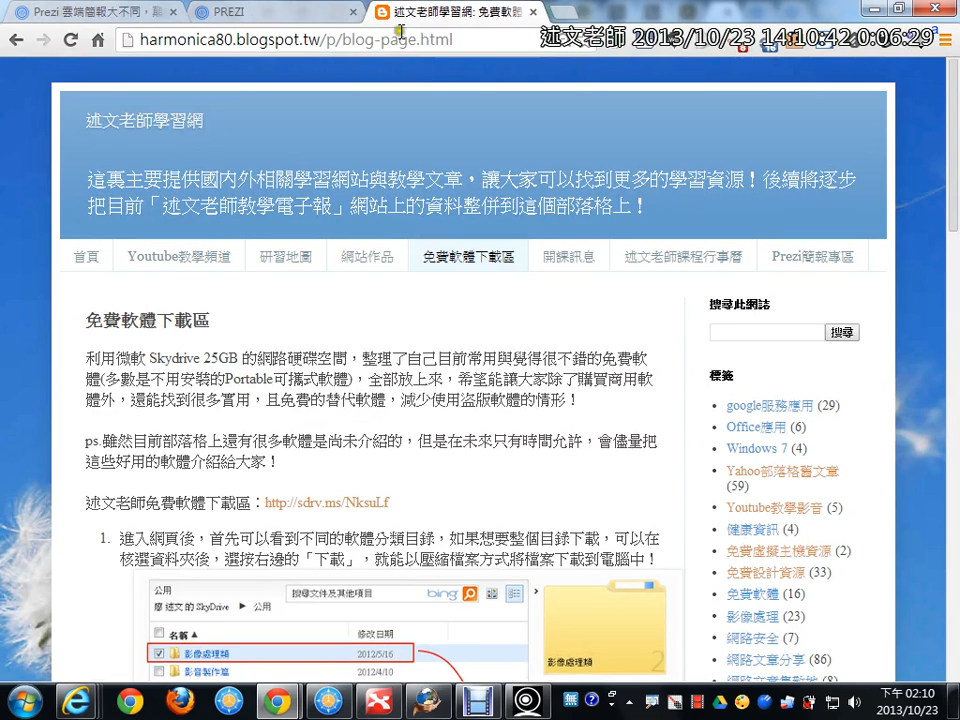 Prezi 雲端簡報大不同，
PREZI
述文老師學習網: 免費軟體
harmonica80.blogspot.tw/p/blog-page.html
述文老師 2013/10/23 14:10:42 0:06:29
述文老師學習網
這裏主要提供國內外相關學習網站與教學文章，讓大家可以找到更多的學習資源！後續將逐步
把目前「述文老師教學電子報」網站上的資料整併到這個部落格上！
首頁
Youtube教學頻道
研習地圖
網站作品
免費軟體下載區
開課訊息
述文老師課程行事曆
Prezi簡報專區
免費軟體下載區
利用微軟 Skydrive 25GB 的網路硬碟空間，整理了自己目前常用與覺得很不錯的免費軟
體(多數是不用安裝的Portable可攜式軟體)，全部放上來，希望能讓大家除了購買商用軟
體外，還能找到很多實用，且免費的替代軟體，減少使用盜版軟體的情形！
ps.雖然目前部落格上還有很多軟體是尚未介紹的，但是在未來只有時間允許，會儘量把
這些好用的軟體介紹給大家！
述文老師免費軟體下載區：http://sdrv.ms/NksuLf
1. 進入網頁後，首先可以看到不同的軟體分類目錄，如果想要整個目錄下載，可以在
核選資料夾後，選按右邊的「下載」，就能以壓縮檔案方式將檔案下載到電腦中！
公用
廖述文的 SkyDrive ▶ 公用
搜尋文件及其他項目
bing
名稱▲
修改日期
影像處理類
2012/5/16
影音製作篇
2012/4/10
影像處理類
2
搜尋此網誌
搜尋
標籤
google服務應用 (29)
Office應用 (6)
Windows 7 (4)
Yahoo部落格舊文章
(59)
Youtube教學影音 (5)
健康資訊 (4)
免費虛擬主機資源 (2)
免費設計資源 (33)
免費軟體 (16)
影像處理 (23)
網路安全 (7)
網路文章分享 (86)
下午 02:10
2013/10/23